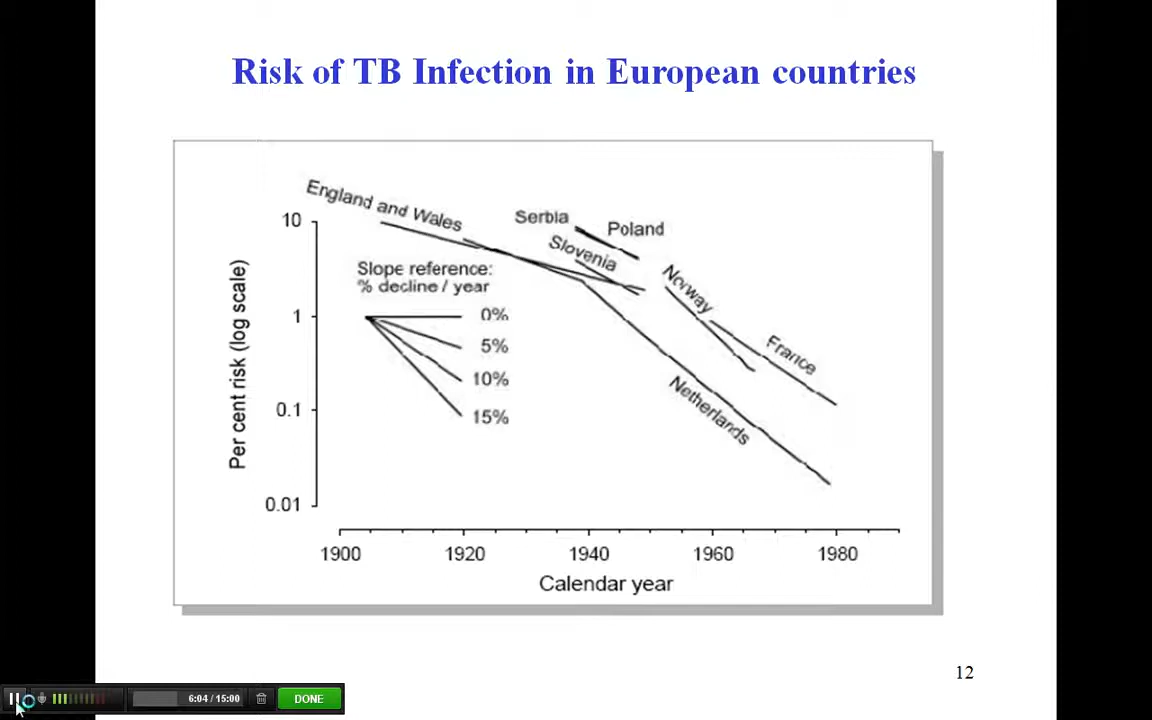 Risk of TB Infection in European countries
England and Wales
Serbia
Poland
Slovenia
Norway
France
Netherlands
Slope reference:
% decline / year
0%
5%
10%
15%
Per cent risk (log scale)
10
1
0.1
0.01
1900 1920 1940 1960 1980
Calendar year
12
6:04 / 15:00 DONE